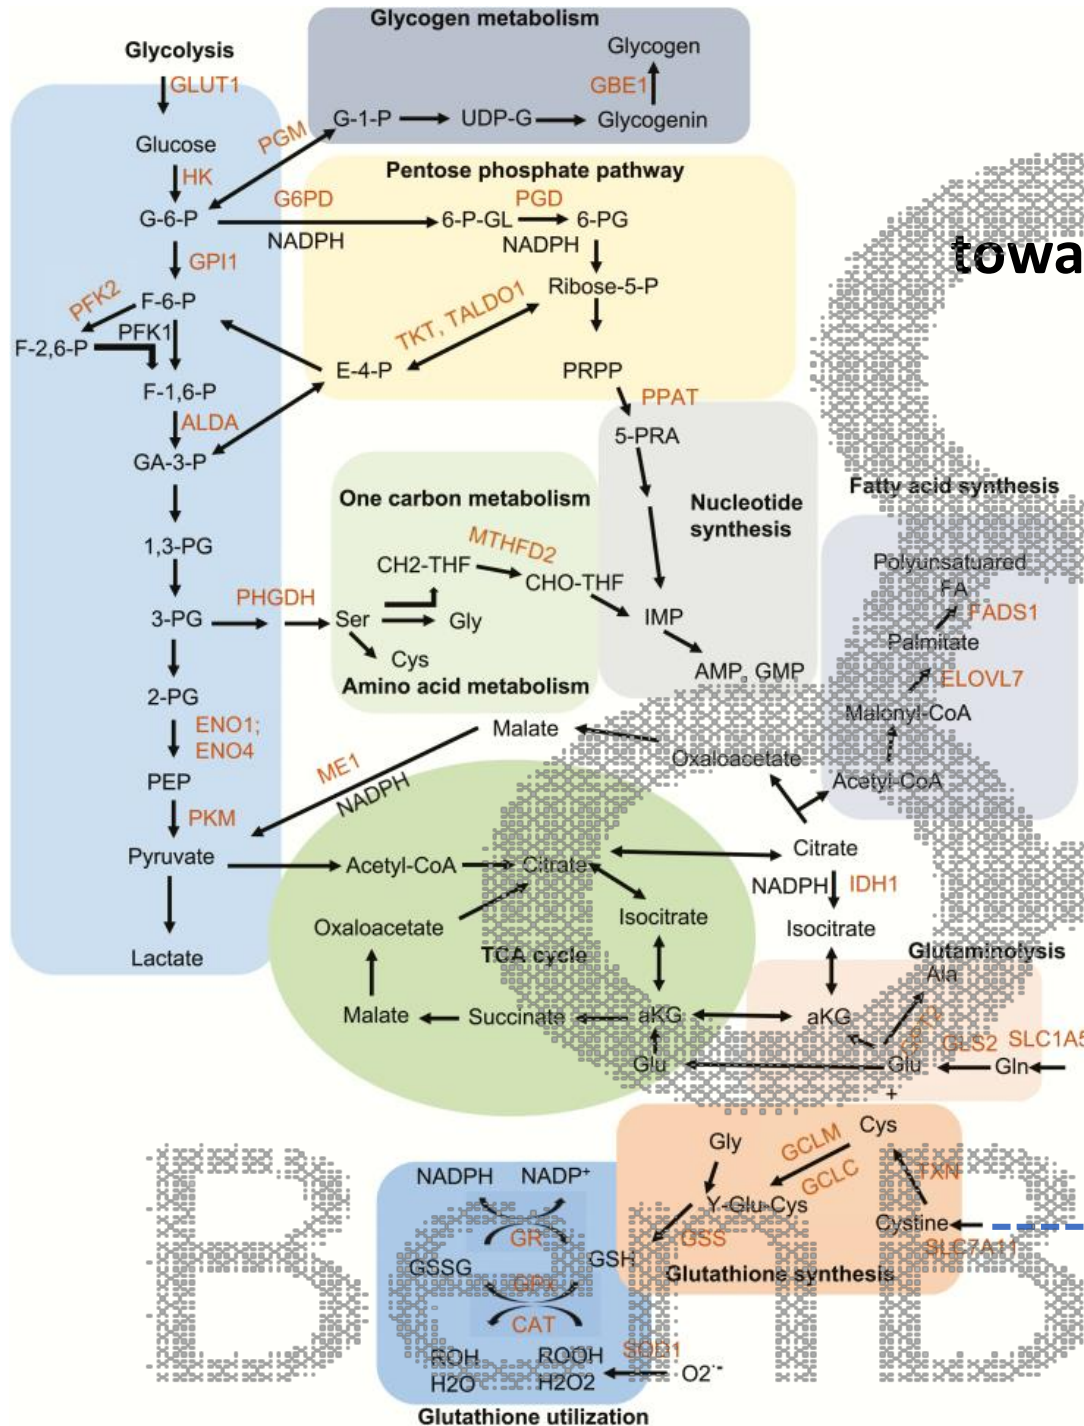 Glycogen metabolism
Glycolysis
Glycogen
GLUT1
GBE1
G-1-P
UDP-G
Glycogenin
Glucose
PGM
Pentose phosphate pathway
HK
G6PD
PGD
G-6-P
6-P-GL
6-PG
NADPH
NADPH
towa
GPI1
PFK2
F-6-P
Ribose-5-P
TKT, TALDO1
PFK1
F-2,6-P
E-4-P
PRPP
F-1,6-P
PPAT
ALDA
5-PRA
GA-3-P
One carbon metabolism
Nucleotide
synthesis
Fatty acid synthesis
MTHFD2
1,3-PG
CH2-THF
CHO-THF
Polyunsatuared
FA
PHGDH
FADS1
3-PG
Ser
Gly
IMP
Palmitate
Cys
AMP, GMP
ELOVL7
Amino acid metabolism
2-PG
Malate
Malonyl-CoA
ENO1;
ENO4
Oxaloacetate
ME1
NADPH
PEP
Acetyl-CoA
PKM
Pyruvate
Acetyl-CoA
Citrate
Citrate
NADPH
IDH1
Oxaloacetate
Isocitrate
Isocitrate
Lactate
TCA cycle
Glutaminolysis
Ala
Malate
Succinate
aKG
aKG
GPT2
GLS2
SLC1A5
Glu
Glu
Gln
+
Cys
Gly
GCLM
GCLC
TXN
NADPH
NADP+
Y-Glu-Cys
Cystine
GR
GSS
SLC7A11
GSSG
GSH
Glutathione synthesis
GPx
CAT
SOD1
ROH
ROOH
H2O
H2O2
O2·-
Glutathione utilization